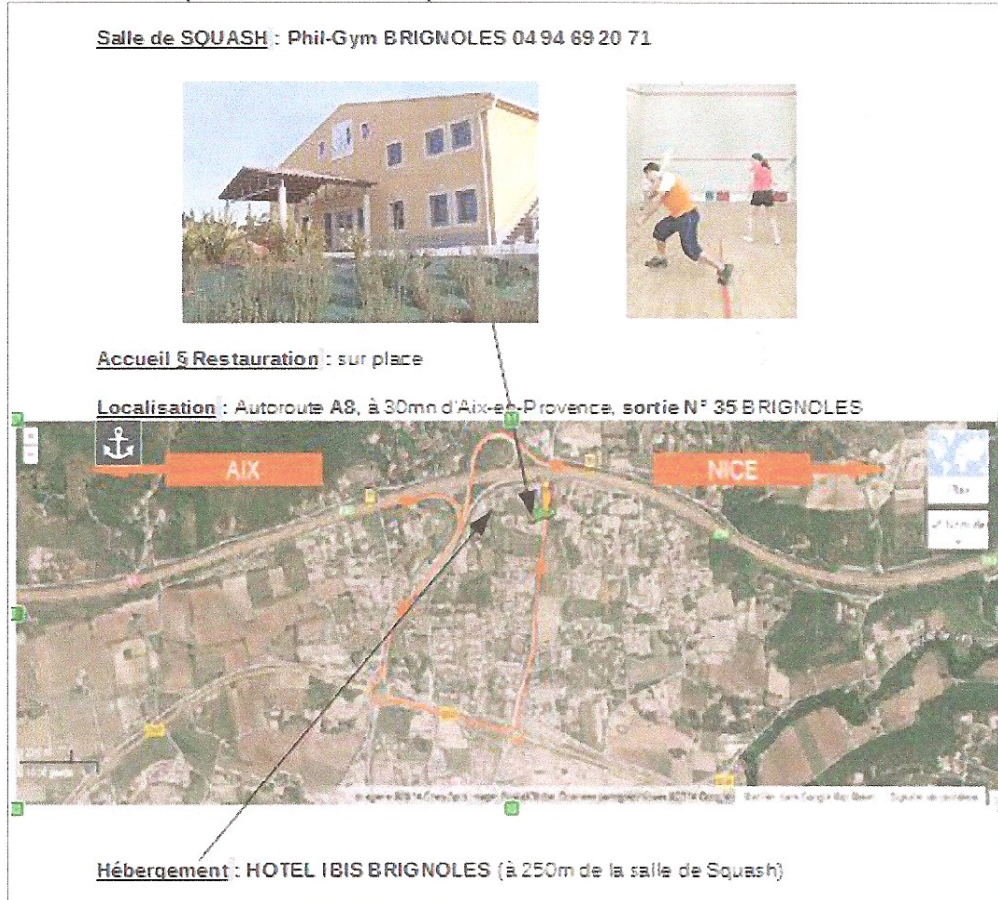 Salle de SQUASH : Phil-Gym BRIGNOLES 04 94 69 20 71
Accueil § Restauration : sur place
Localisation : Autoroute A8, à 30mn d'Aix-en-Provence, sortie N° 35 BRIGNOLES
AIX
NICE
Hébergement : HOTEL IBIS BRIGNOLES (à 250m de la salle de Squash)